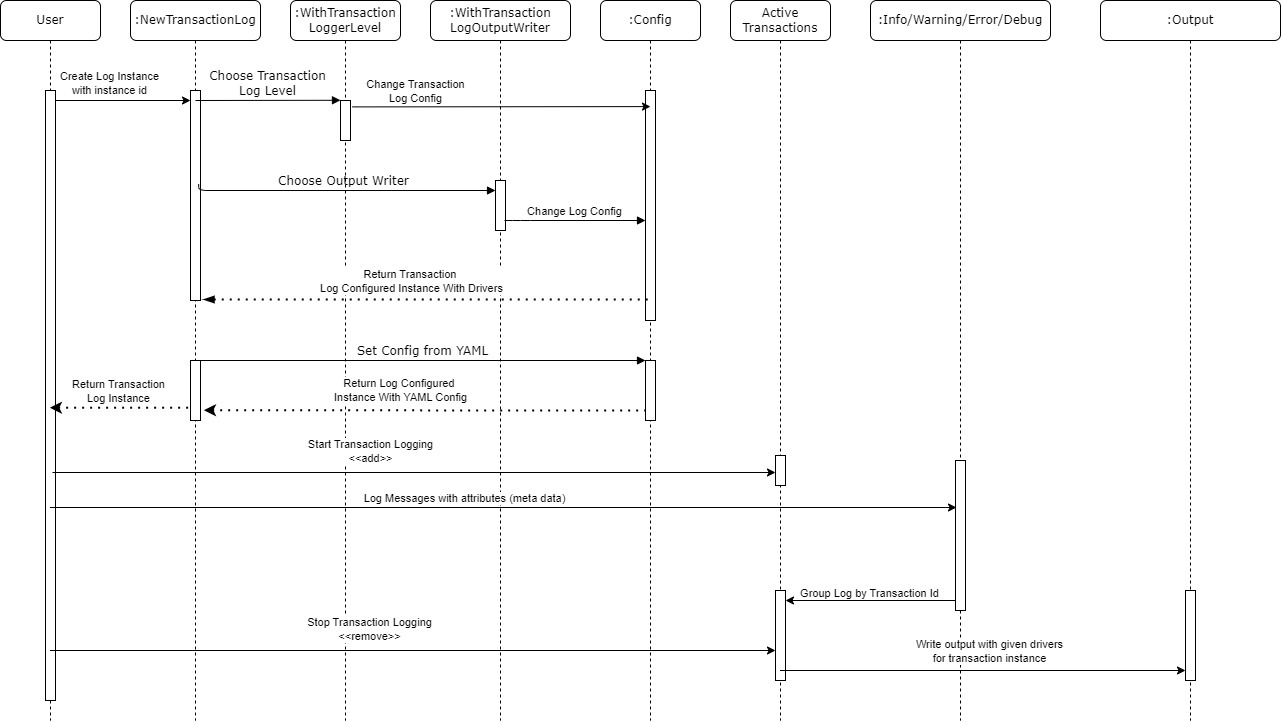 User
:NewTransactionLog
:WithTransaction
LoggerLevel
:WithTransaction
LogOutputWriter
:Config
Active
Transactions
:Info/Warning/Error/Debug
:Output
Create Log Instance
with instance id
Choose Transaction
Log Level
Change Transaction
Log Config
Choose Output Writer
Change Log Config
Return Transaction
Log Configured Instance With Drivers
Set Config from YAML
Return Transaction
Log Instance
Return Log Configured
Instance With YAML Config
Start Transaction Logging
<<add>>
Log Messages with attributes (meta data)
Group Log by Transaction Id
Stop Transaction Logging
<<remove>>
Write output with given drivers
for transaction instance